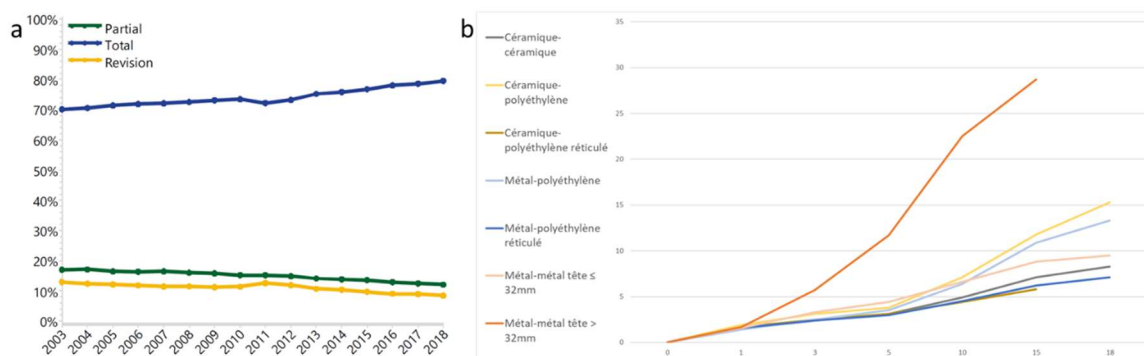 a
100%
90%
80%
70%
60%
50%
40%
30%
20%
10%
0%
Partial
Total
Revision
2003 2004 2005 2006 2007 2008 2009 2010 2011 2012 2013 2014 2015 2016 2017 2018
b
Céramique-
céramique
Céramique-
polyéthylène
Céramique-
polyéthylène réticulé
Métal-polyéthylène
Métal-polyéthylène
réticulé
Métal-métal tête ≤
32mm
Métal-métal tête >
32mm
35
30
25
20
15
10
5
0
0 1 3 5 10 15 18